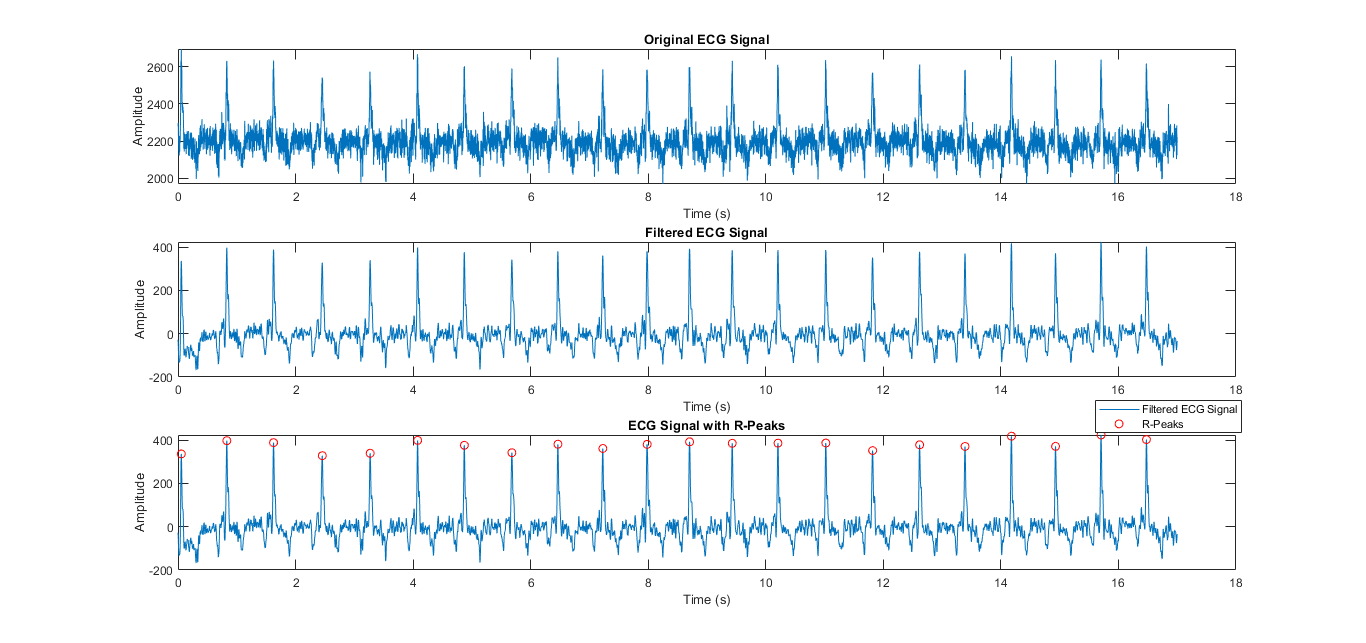 Original ECG Signal
2600
2400
2200
2000
Amplitude
0 2 4 6 8 10 12 14 16 18
Time (s)
Filtered ECG Signal
400
200
0
-200
Amplitude
0 2 4 6 8 10 12 14 16 18
Time (s)
Filtered ECG Signal
R-Peaks
ECG Signal with R-Peaks
400
200
0
-200
Amplitude
0 2 4 6 8 10 12 14 16 18
Time (s)